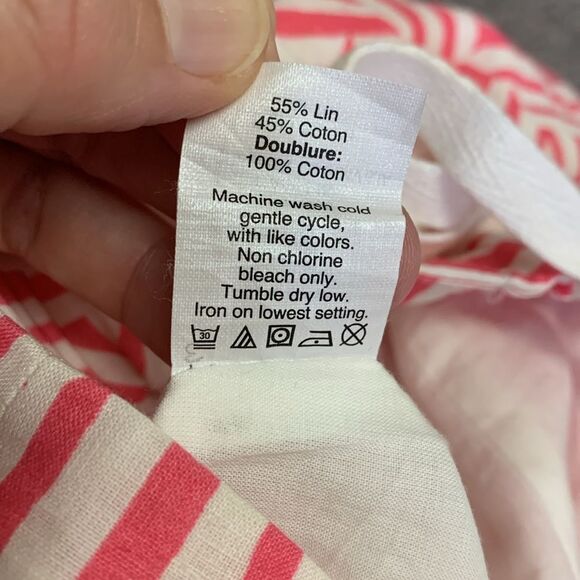 55% Lin
45% Coton
Doublure:
100% Coton
Machine wash cold
gentle cycle,
with like colors.
Non chlorine
bleach only.
Tumble dry low.
Iron on lowest setting.
30